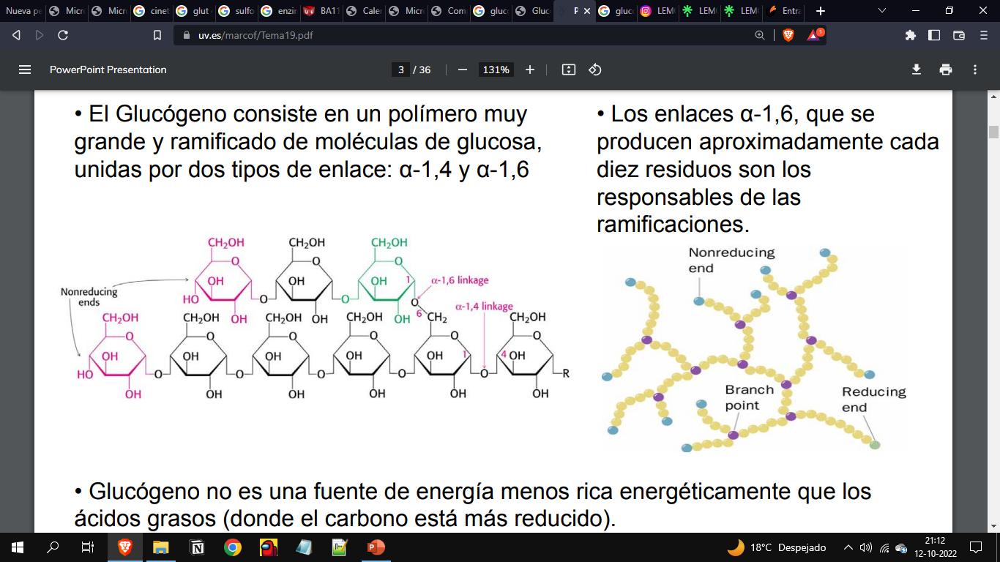 Nueva pe
Micr
Micr
cinet
glut
sulfo
enzir
BA11
Caler
Micr
Com
gluco
Gluc
P
gluc
LEM(
LEM(
LEM(
Entra
uv.es/marcof/Tema19.pdf
1
PowerPoint Presentation
3 / 36
131%
• El Glucógeno consiste en un polímero muy
grande y ramificado de moléculas de glucosa,
unidas por dos tipos de enlace: α-1,4 y α-1,6
• Los enlaces α-1,6, que se
producen aproximadamente cada
diez residuos son los
responsables de las
ramificaciones.
CH₂OH CH₂OH CH₂OH
O O O
OH OH OH 1
α-1,6 linkage
Nonreducing
ends
HO O O O
OH OH OH 6 CH₂
α-1,4 linkage
CH₂OH CH₂OH CH₂OH CH₂OH CH₂OH
O O O O O O
OH OH OH OH OH 1 4 OH
HO O O O O O R
OH OH OH OH OH OH
Nonreducing
end
Branch
point
Reducing
end
• Glucógeno no es una fuente de energía menos rica energéticamente que los
ácidos grasos (donde el carbono está más reducido).
18°C Despejado
21:12
12-10-2022